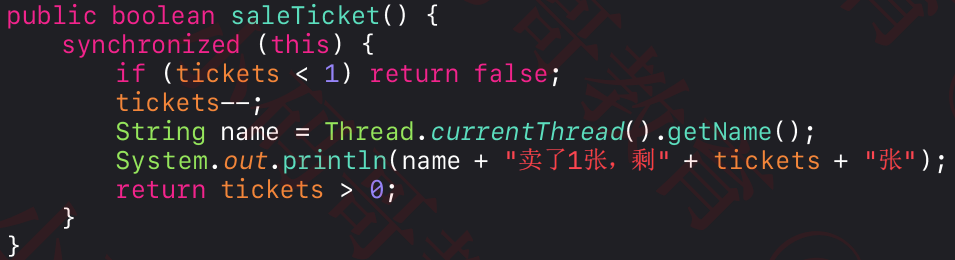 public boolean saleTicket() {
    synchronized (this) {
        if (tickets < 1) return false;
        tickets--;
        String name = Thread.currentThread().getName();
        System.out.println(name + "卖了1张，剩" + tickets + "张");
        return tickets > 0;
    }
}